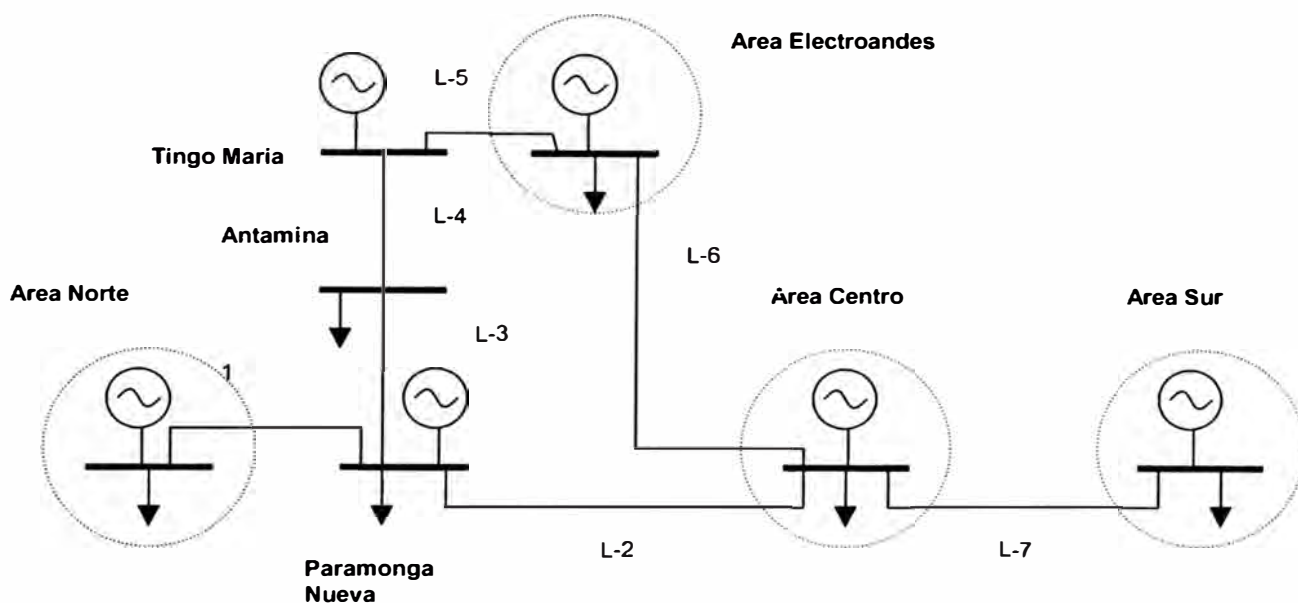 Area Electroandes
L-5
Tingo Maria
L-4
Antamina
L-6
Area Norte
Area Centro
Area Sur
L-3
1
L-2
L-7
Paramonga
Nueva